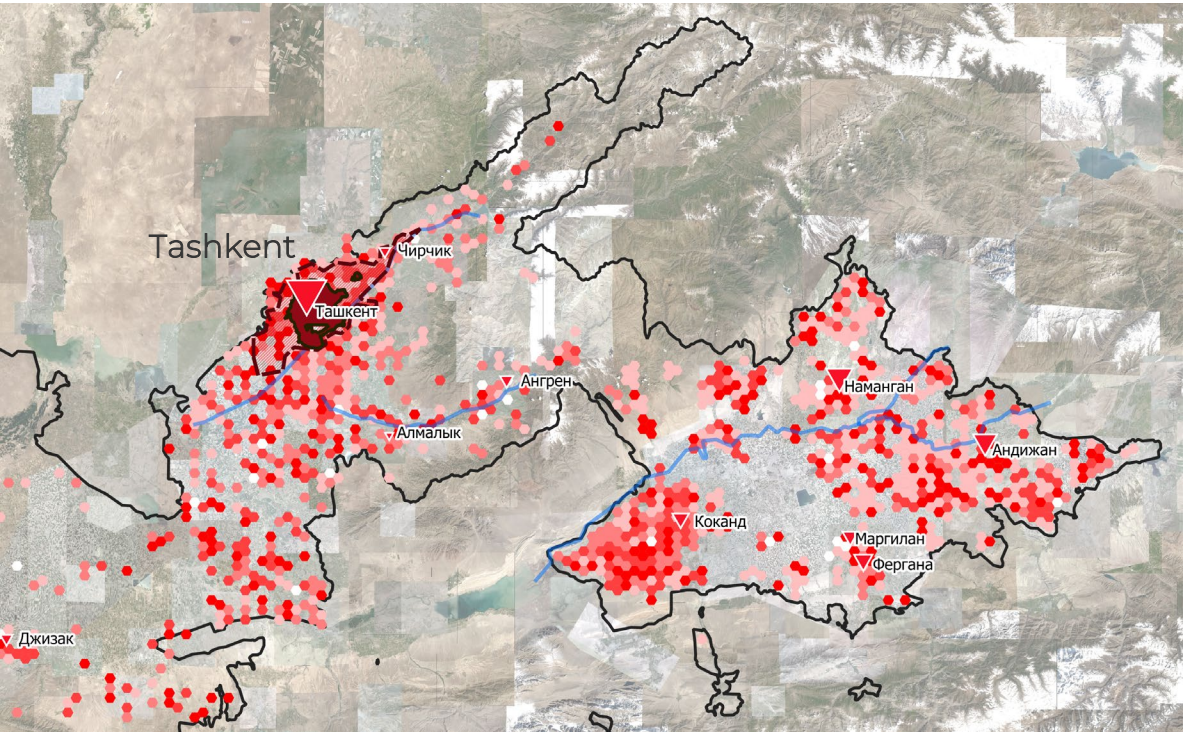 Tashkent
Чирчик
Ташкент
Ангрен
Наманган
Алмалык
Андижан
Коканд
Маргилан
Фергана
Джизак